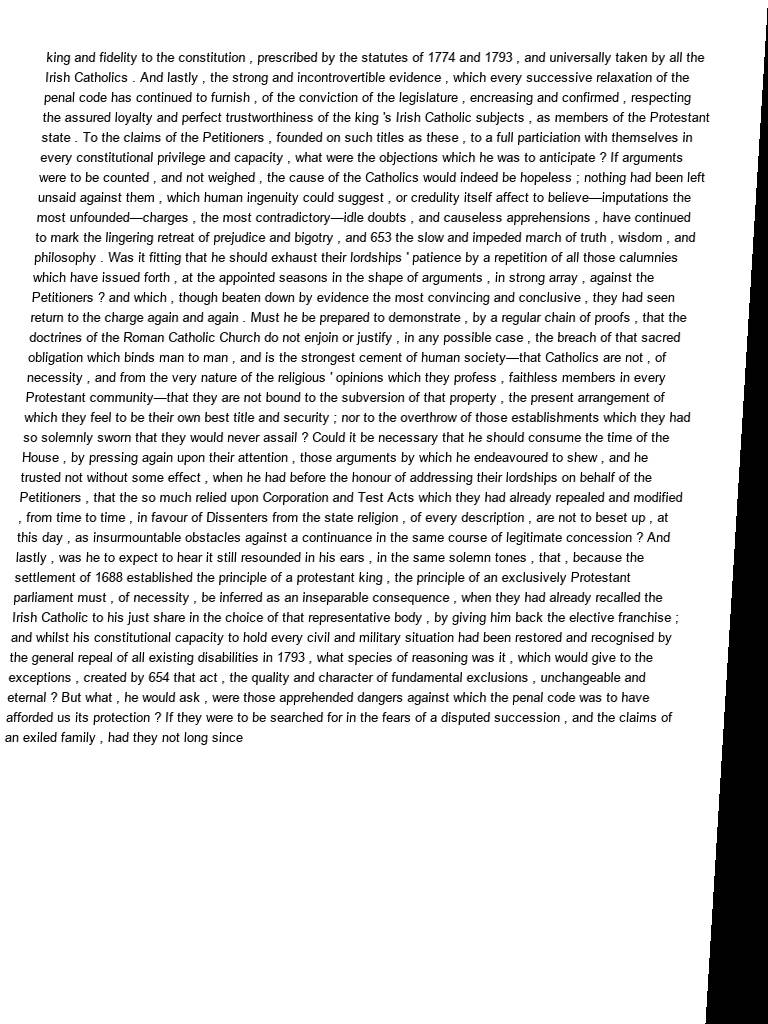 king and fidelity to the constitution , prescribed by the statutes of 1774 and 1793 , and universally taken by all the
Irish Catholics . And lastly , the strong and incontrovertible evidence , which every successive relaxation of the
penal code has continued to furnish , of the conviction of the legislature , encreasing and confirmed , respecting
the assured loyalty and perfect trustworthiness of the king 's Irish Catholic subjects , as members of the Protestant
state . To the claims of the Petitioners , founded on such titles as these , to a full particiation with themselves in
every constitutional privilege and capacity , what were the objections which he was to anticipate ? If arguments
were to be counted , and not weighed , the cause of the Catholics would indeed be hopeless ; nothing had been left
unsaid against them , which human ingenuity could suggest , or credulity itself affect to believe—imputations the
most unfounded—charges , the most contradictory—idle doubts , and causeless apprehensions , have continued
to mark the lingering retreat of prejudice and bigotry , and 653 the slow and impeded march of truth , wisdom , and
philosophy . Was it fitting that he should exhaust their lordships ' patience by a repetition of all those calumnies
which have issued forth , at the appointed seasons in the shape of arguments , in strong array , against the
Petitioners ? and which , though beaten down by evidence the most convincing and conclusive , they had seen
return to the charge again and again . Must he be prepared to demonstrate , by a regular chain of proofs , that the
doctrines of the Roman Catholic Church do not enjoin or justify , in any possible case , the breach of that sacred
obligation which binds man to man , and is the strongest cement of human society—that Catholics are not , of
necessity , and from the very nature of the religious ' opinions which they profess , faithless members in every
Protestant community—that they are not bound to the subversion of that property , the present arrangement of
which they feel to be their own best title and security ; nor to the overthrow of those establishments which they had
so solemnly sworn that they would never assail ? Could it be necessary that he should consume the time of the
House , by pressing again upon their attention , those arguments by which he endeavoured to shew , and he
trusted not without some effect , when he had before the honour of addressing their lordships on behalf of the
Petitioners , that the so much relied upon Corporation and Test Acts which they had already repealed and modified
, from time to time , in favour of Dissenters from the state religion , of every description , are not to beset up , at
this day , as insurmountable obstacles against a continuance in the same course of legitimate concession ? And
lastly , was he to expect to hear it still resounded in his ears , in the same solemn tones , that , because the
settlement of 1688 established the principle of a protestant king , the principle of an exclusively Protestant
parliament must , of necessity , be inferred as an inseparable consequence , when they had already recalled the
Irish Catholic to his just share in the choice of that representative body , by giving him back the elective franchise ;
and whilst his constitutional capacity to hold every civil and military situation had been restored and recognised by
the general repeal of all existing disabilities in 1793 , what species of reasoning was it , which would give to the
exceptions , created by 654 that act , the quality and character of fundamental exclusions , unchangeable and
eternal ? But what , he would ask , were those apprehended dangers against which the penal code was to have
afforded us its protection ? If they were to be searched for in the fears of a disputed succession , and the claims of
an exiled family , had they not long since